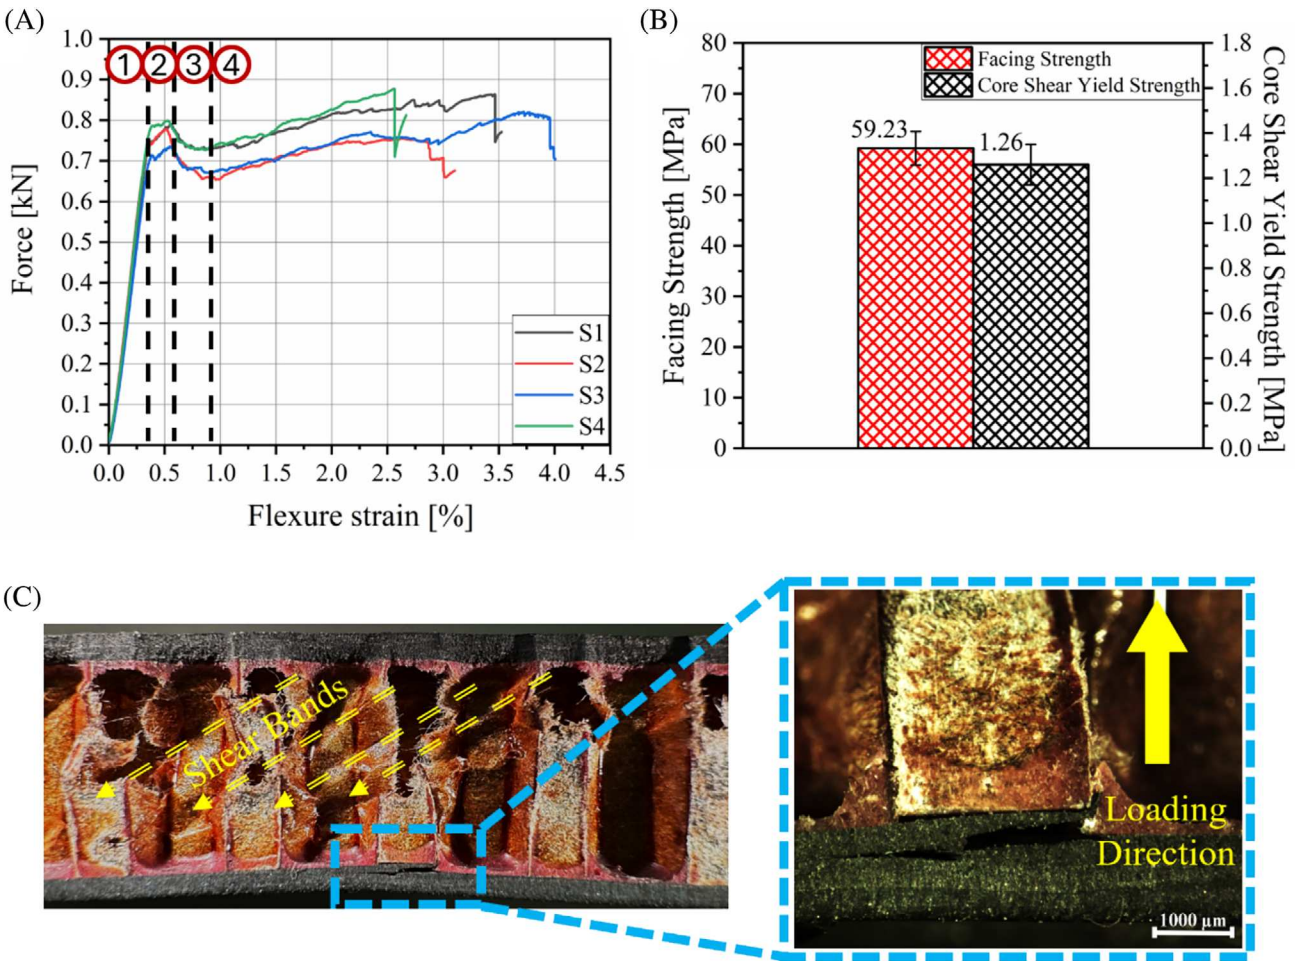 (A)
1.0
0.9
0.8
0.7
0.6
0.5
0.4
0.3
0.2
0.1
0.0
Force [kN]
1 2 3 4
S1
S2
S3
S4
0.0 0.5 1.0 1.5 2.0 2.5 3.0 3.5 4.0 4.5
Flexure strain [%]
(B)
80
70
60
50
40
30
20
10
0
Facing Strength [MPa]
Facing Strength
Core Shear Yield Strength
59.23
1.26
1.8
1.6
1.4
1.2
1.0
0.8
0.6
0.4
0.2
0.0
Core Shear Yield Strength [MPa]
(C)
Shear Bands
Loading
Direction
1000 µm